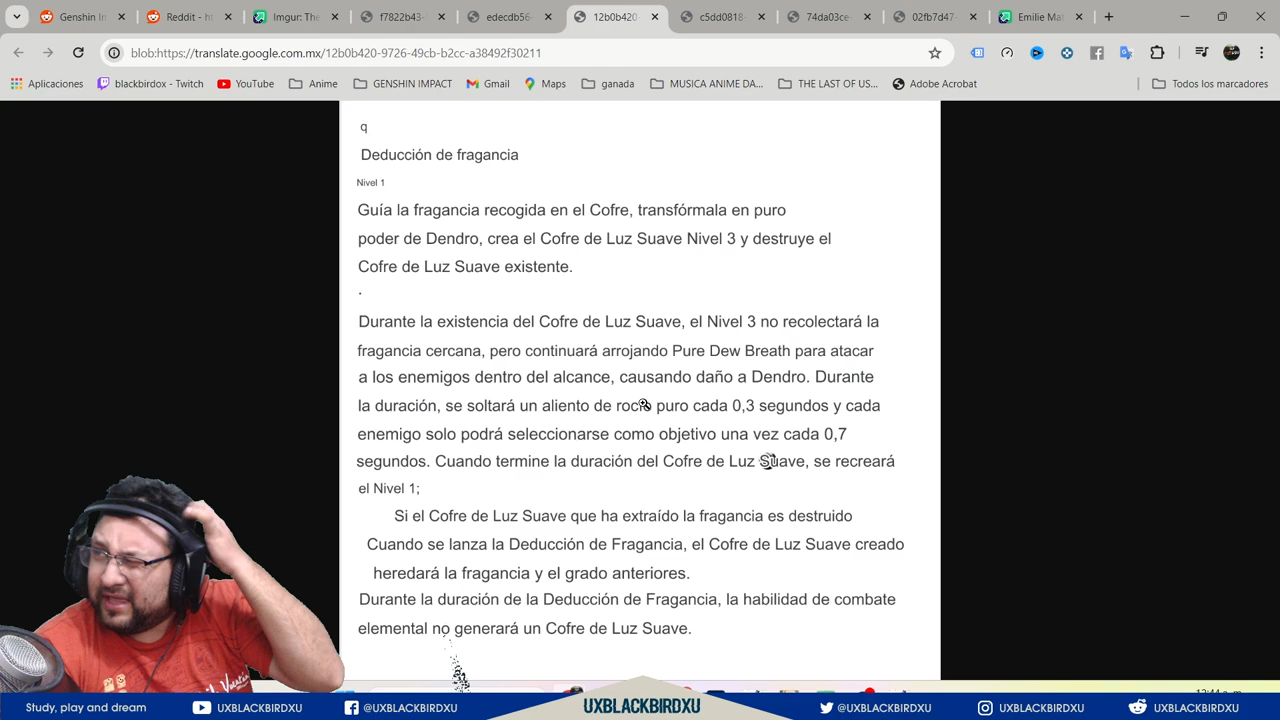 Genshin In
Reddit - ht
Imgur: The
f7822b43-
edecdb56-
12b0b420-
c5dd0818-
74da03ce-
02fb7d47-
Emilie Mat
blob:https://translate.google.com.mx/12b0b420-9726-49cb-b2cc-a38492f30211
Aplicaciones
blackbirdox - Twitch
YouTube
Anime
GENSHIN IMPACT
Gmail
Maps
ganada
MUSICA ANIME DA...
THE LAST OF US...
Adobe Acrobat
Todos los marcadores
q
Deducción de fragancia
Nivel 1
Guía la fragancia recogida en el Cofre, transfórmala en puro
poder de Dendro, crea el Cofre de Luz Suave Nivel 3 y destruye el
Cofre de Luz Suave existente.
.
Durante la existencia del Cofre de Luz Suave, el Nivel 3 no recolectará la
fragancia cercana, pero continuará arrojando Pure Dew Breath para atacar
a los enemigos dentro del alcance, causando daño a Dendro. Durante
la duración, se soltará un aliento de rocío puro cada 0,3 segundos y cada
enemigo solo podrá seleccionarse como objetivo una vez cada 0,7
segundos. Cuando termine la duración del Cofre de Luz Suave, se recreará
el Nivel 1;
Si el Cofre de Luz Suave que ha extraído la fragancia es destruido
Cuando se lanza la Deducción de Fragancia, el Cofre de Luz Suave creado
heredará la fragancia y el grado anteriores.
Durante la duración de la Deducción de Fragancia, la habilidad de combate
elemental no generará un Cofre de Luz Suave.
Study, play and dream
UXBLACKBIRDXU
@UXBLACKBIRDXU
UXBLACKBIRDXU
@UXBLACKBIRDXU
UXBLACKBIRDXU
UXBLACKBIRDXU